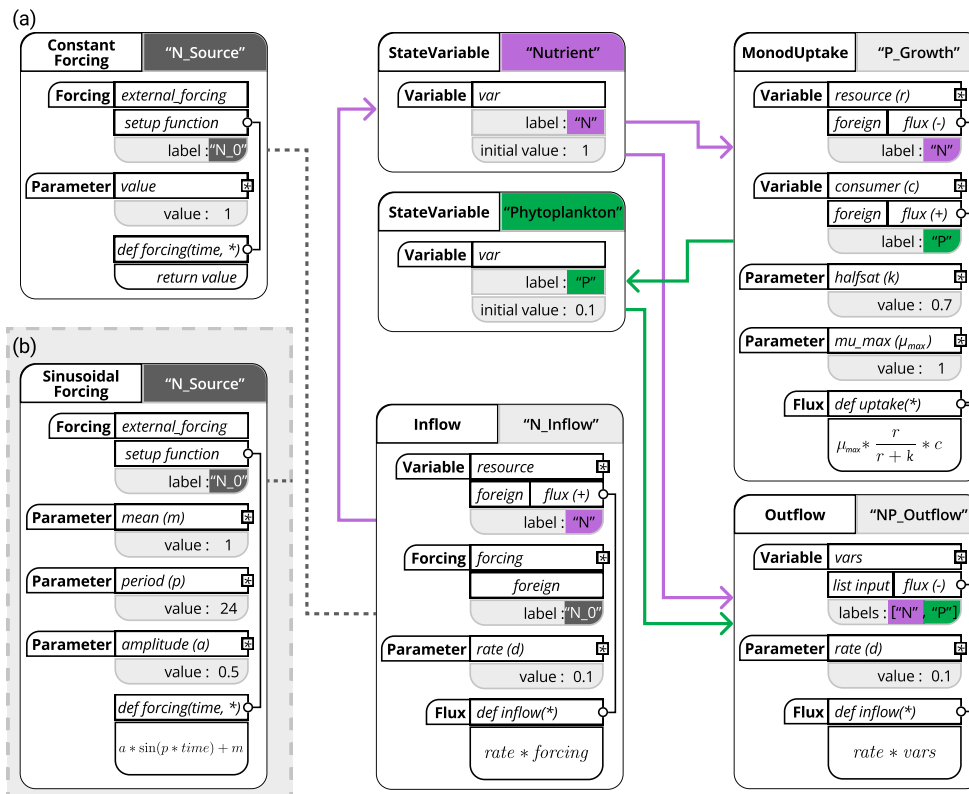 (a)
Constant
Forcing
“N_Source”
Forcing
external_forcing
setup function
label : “N_0”
Parameter
value
*
value : 1
def forcing(time, *)
return value
(b)
Sinusoidal
Forcing
“N_Source”
Forcing
external_forcing
setup function
label : “N_0”
Parameter
mean (m)
*
value : 1
Parameter
period (p)
*
value : 24
Parameter
amplitude (a)
*
value : 0.5
def forcing(time, *)
a * sin(p * time) + m
StateVariable
“Nutrient”
Variable
var
label : “N”
initial value : 1
StateVariable
“Phytoplankton”
Variable
var
label : “P”
initial value : 0.1
Inflow
“N_Inflow”
Variable
resource
*
foreign
flux (+)
label : “N”
Forcing
forcing
*
foreign
label : “N_0”
Parameter
rate (d)
*
value : 0.1
Flux
def inflow(*)
rate * forcing
MonodUptake
“P_Growth”
Variable
resource (r)
*
foreign
flux (-)
label : “N”
Variable
consumer (c)
*
foreign
flux (+)
label : “P”
Parameter
halfsat (k)
*
value : 0.7
Parameter
mu_max (μmax )
*
value : 1
Flux
def uptake(*)
μmax * r / r + k * c
Outflow
“NP_Outflow”
Variable
vars
*
list input
flux (-)
labels : [“N” , “P”]
Parameter
rate (d)
*
value : 0.1
Flux
def inflow(*)
rate * vars